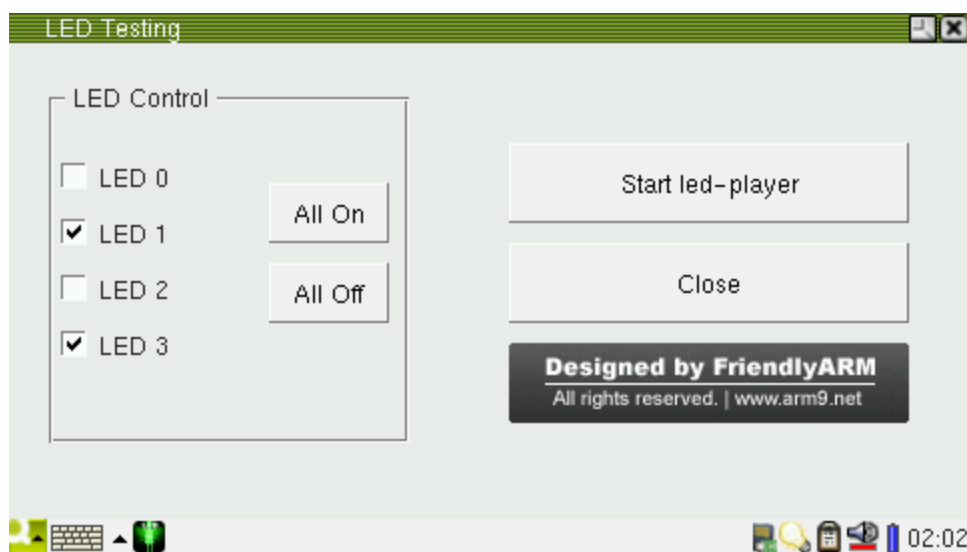 LED Testing
LED Control
LED 0
LED 1
LED 2
LED 3
All On
All Off
Start led-player
Close
Designed by FriendlyARM
All rights reserved. | www.arm9.net
02:02